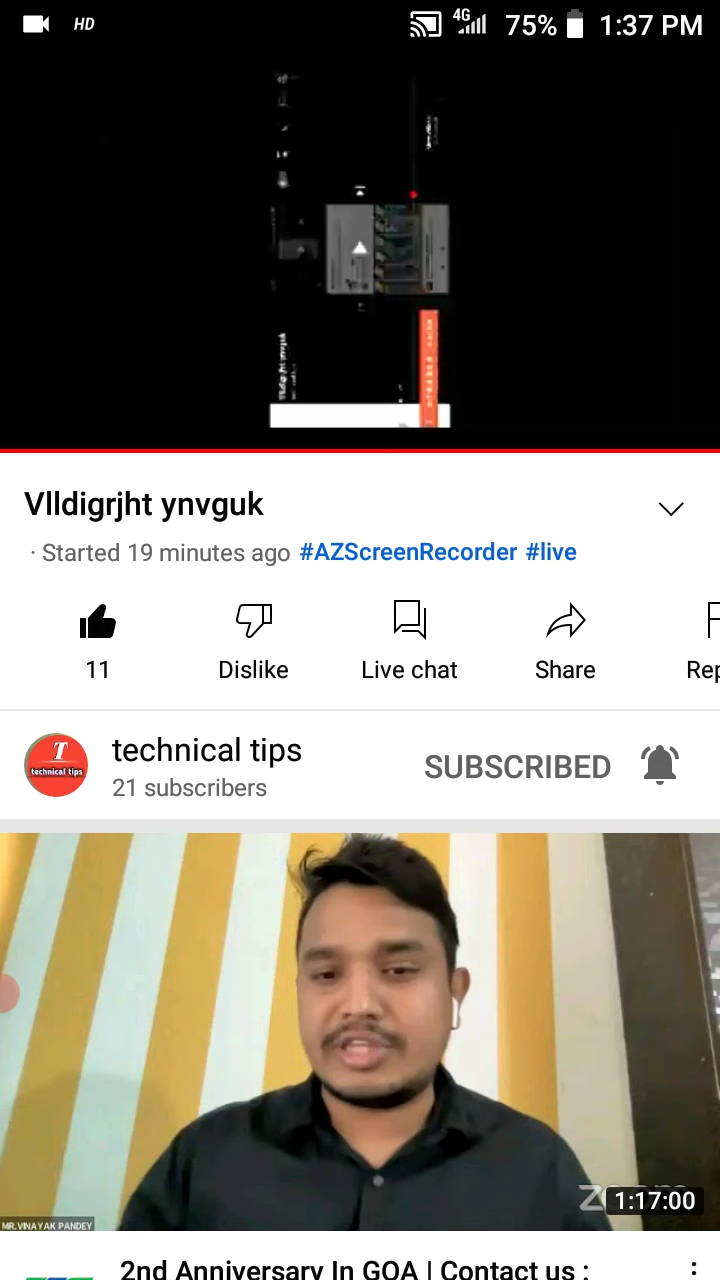 HD 4G 75% 1:37 PM
Vlldigrjht ynvguk
· Started 19 minutes ago #AZScreenRecorder #live
11 Dislike Live chat Share Rep
T
technical tips
technical tips
21 subscribers
SUBSCRIBED
zoom
1:17:00
MR.VINAYAK PANDEY
2nd Anniversary In GOA | Contact us :